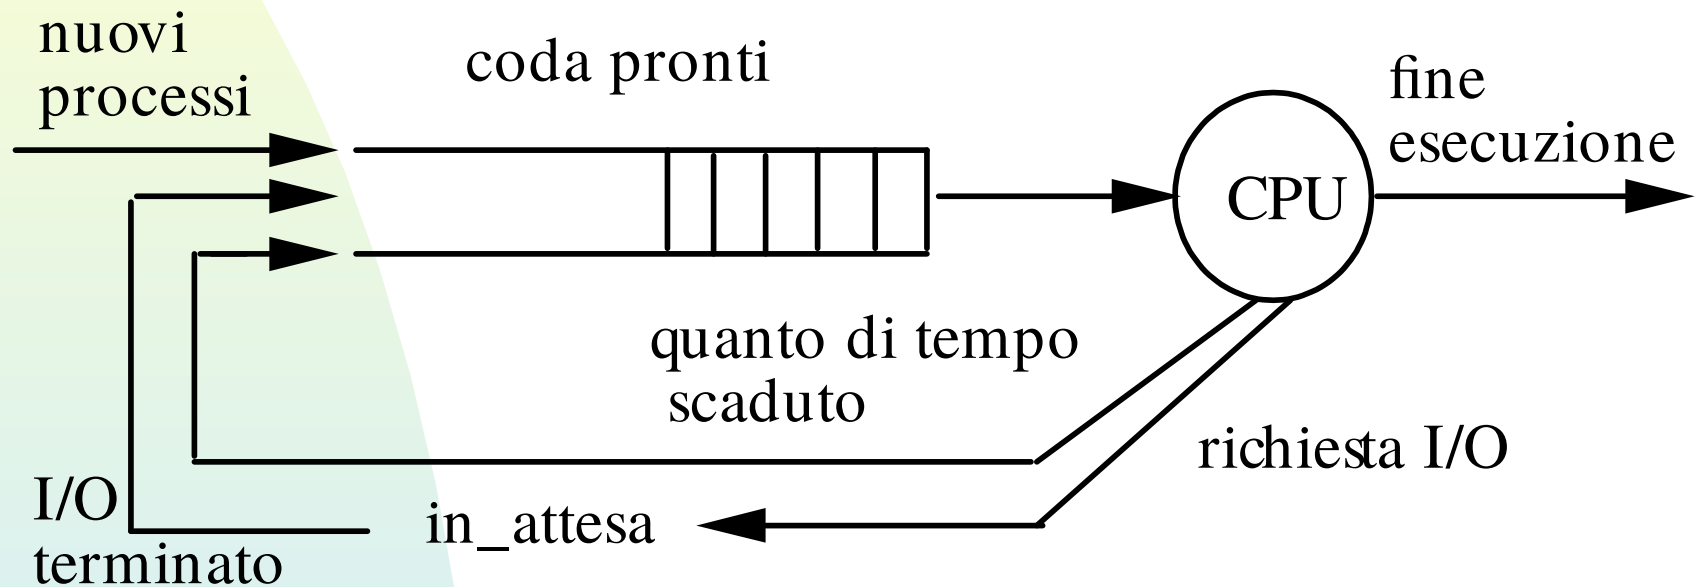 nuovi
processi
coda pronti
fine
esecuzione
CPU
quanto di tempo
scaduto
richiesta I/O
I/O
terminato
in_attesa